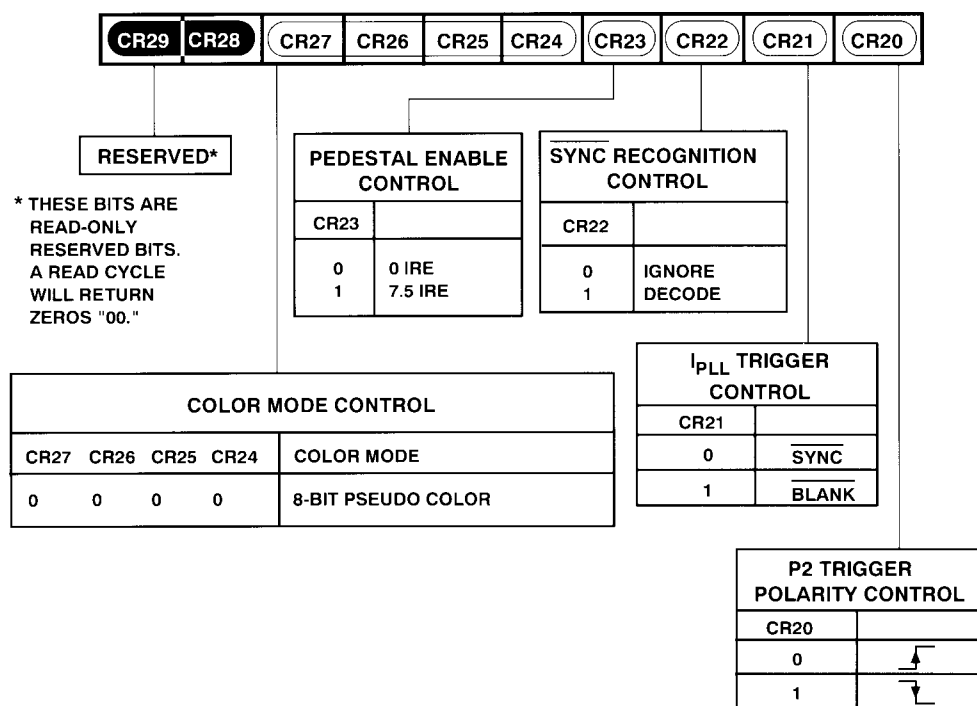 CR29 CR28 CR27 CR26 CR25 CR24 CR23 CR22 CR21 CR20
RESERVED*
* THESE BITS ARE
READ-ONLY
RESERVED BITS.
A READ CYCLE
WILL RETURN
ZEROS "00."
PEDESTAL ENABLE
CONTROL
CR23
0 0 IRE
1 7.5 IRE
SYNC RECOGNITION
CONTROL
CR22
0 IGNORE
1 DECODE
COLOR MODE CONTROL
CR27 CR26 CR25 CR24 COLOR MODE
0 0 0 0 8-BIT PSEUDO COLOR
IPLL TRIGGER
CONTROL
CR21
0 SYNC
1 BLANK
P2 TRIGGER
POLARITY CONTROL
CR20
0
1